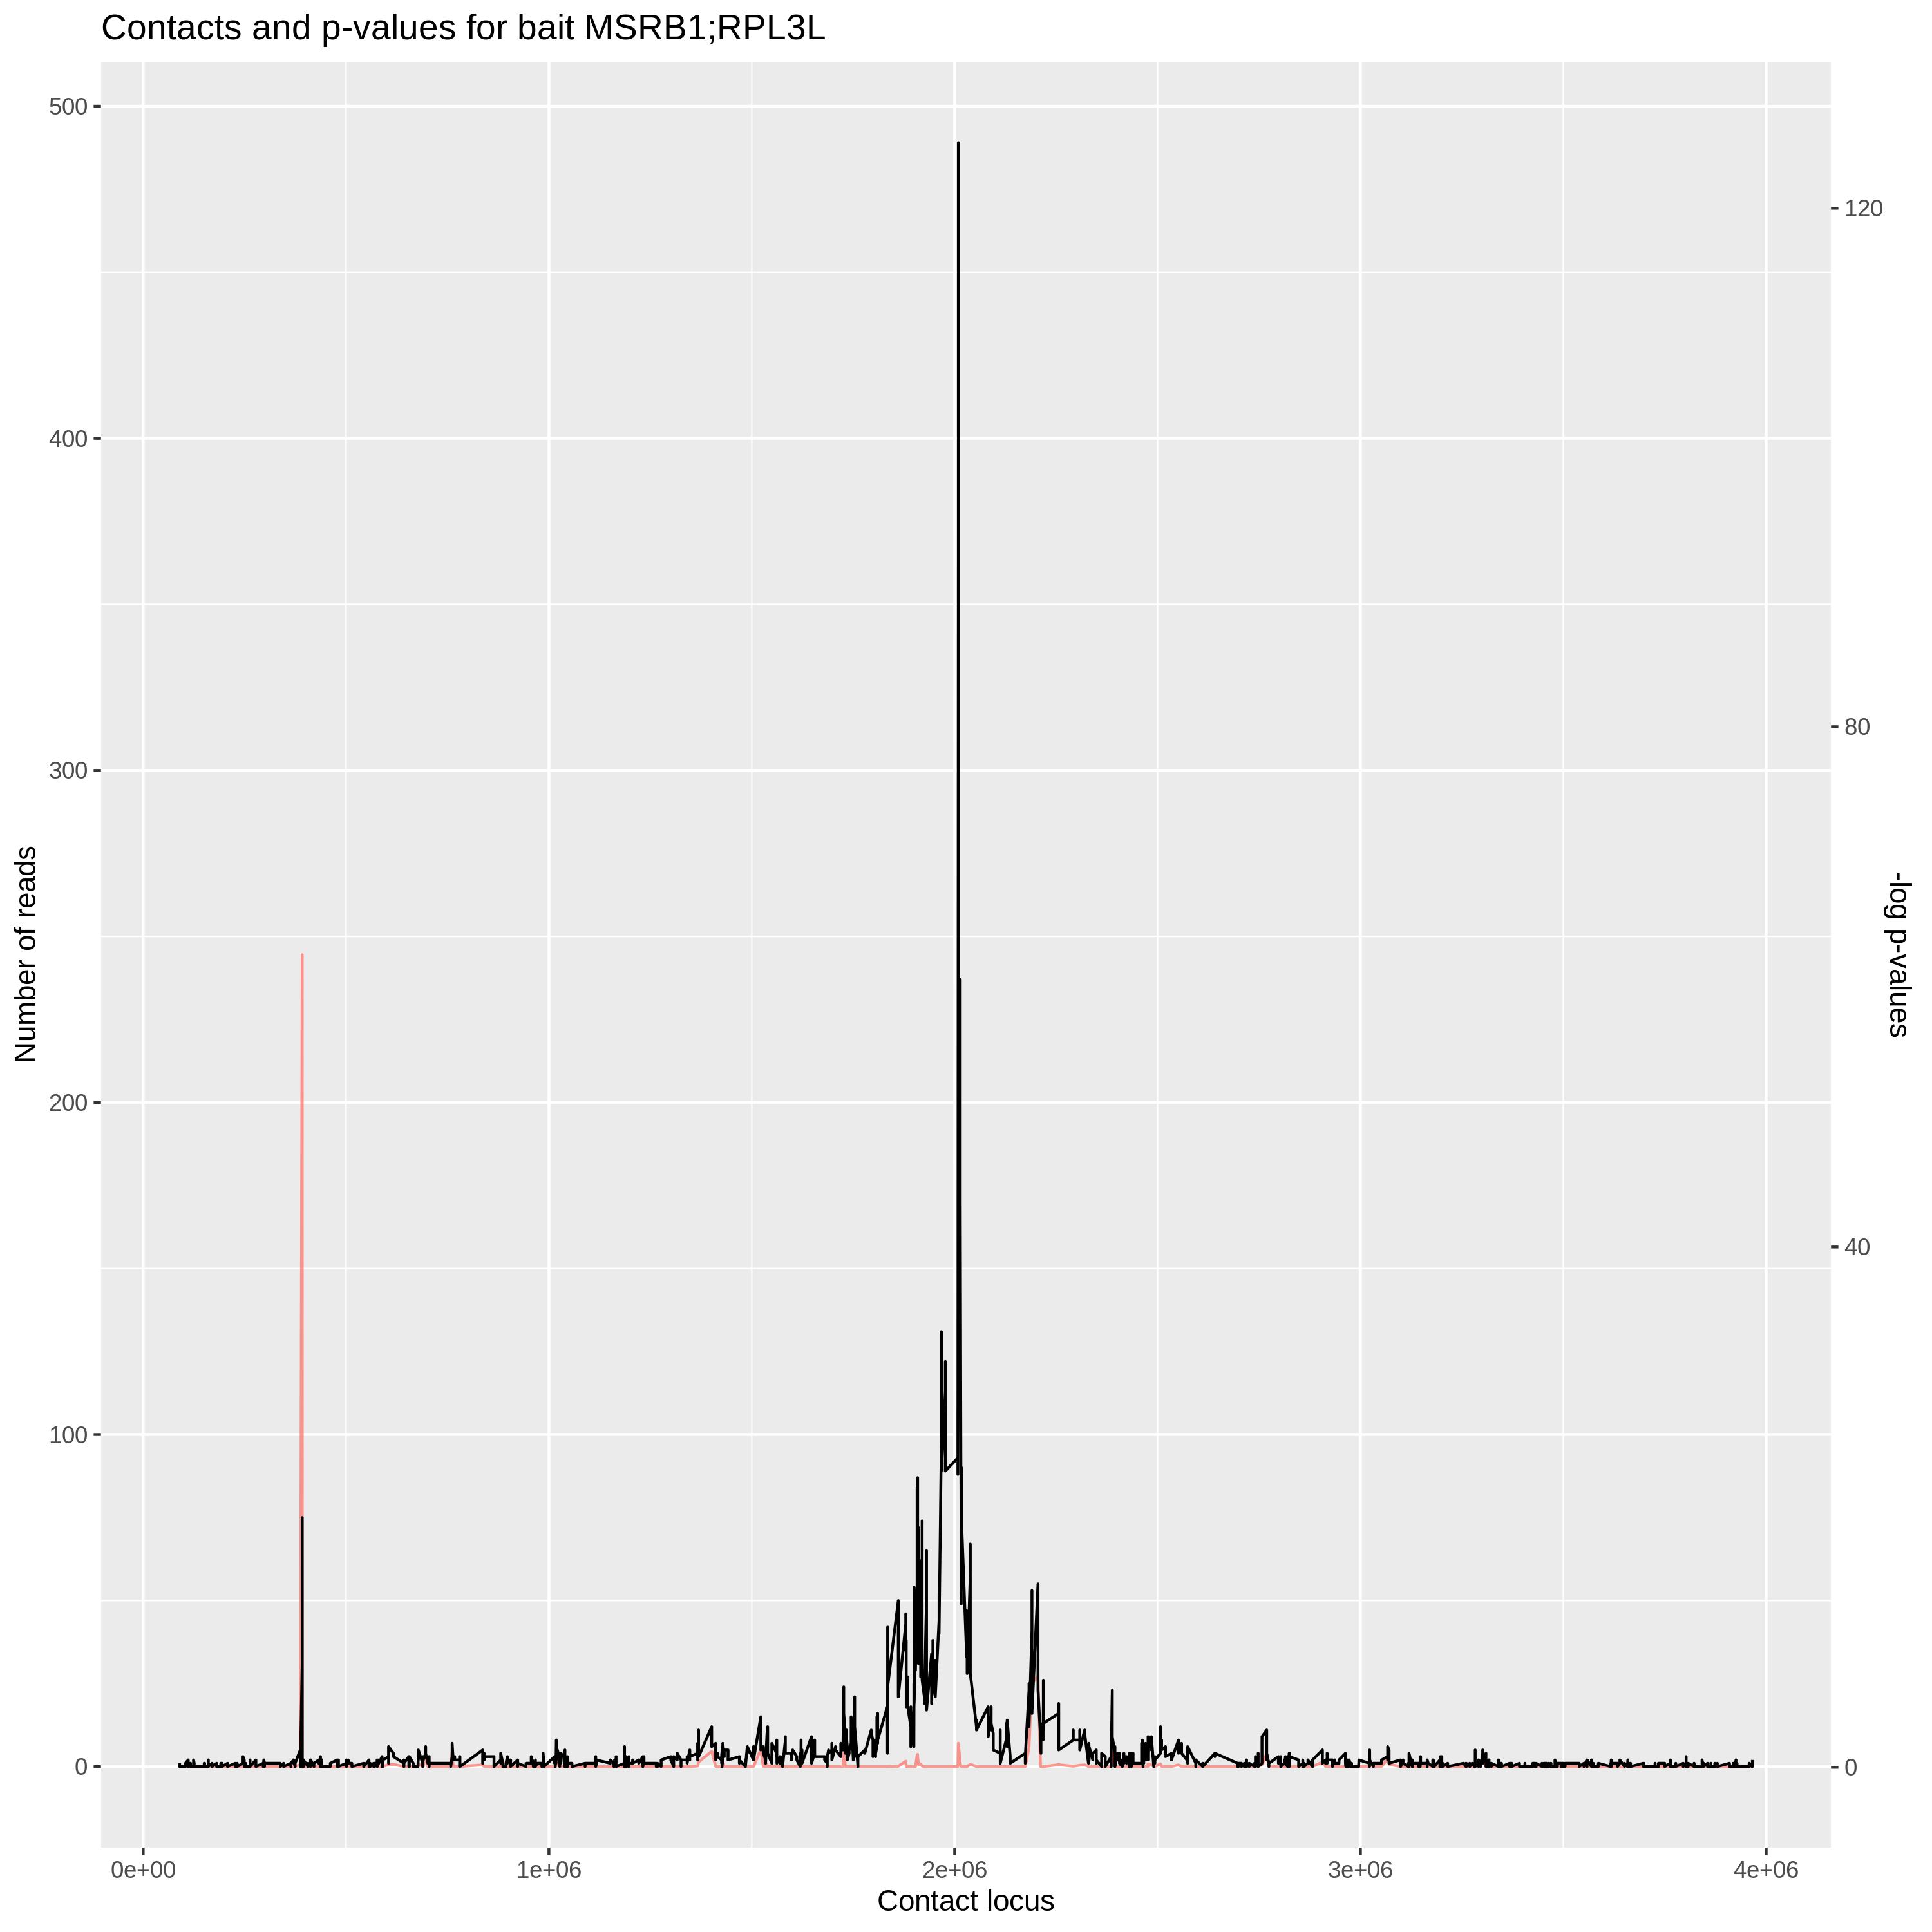 Contacts and p-values for bait MSRB1;RPL3L
500
400
300
200
100
0
Number of reads
120
80
40
0
-log p-values
0e+00 1e+06 2e+06 3e+06 4e+06
Contact locus